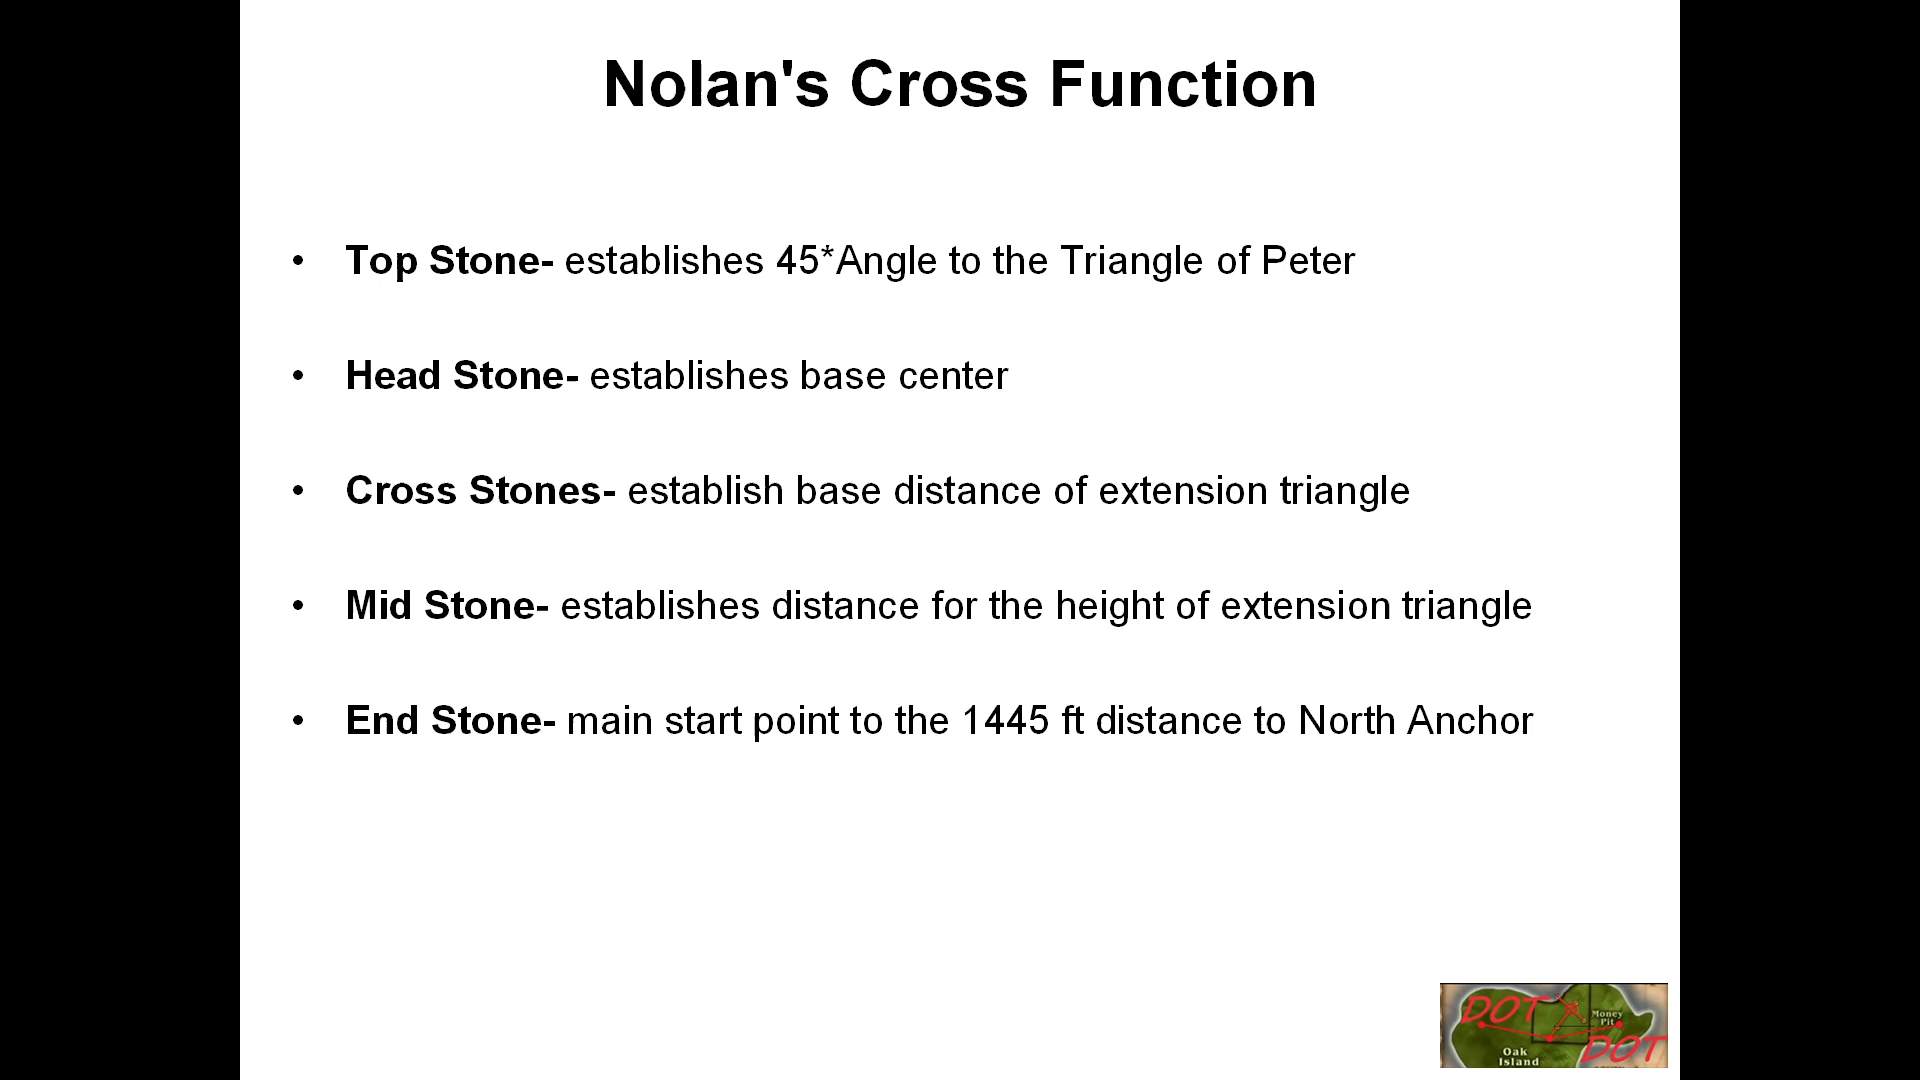 Nolan's Cross Function
• Top Stone- establishes 45*Angle to the Triangle of Peter
• Head Stone- establishes base center
• Cross Stones- establish base distance of extension triangle
• Mid Stone- establishes distance for the height of extension triangle
• End Stone- main start point to the 1445 ft distance to North Anchor
DOT
Money
Pit
DOT
Oak
Island